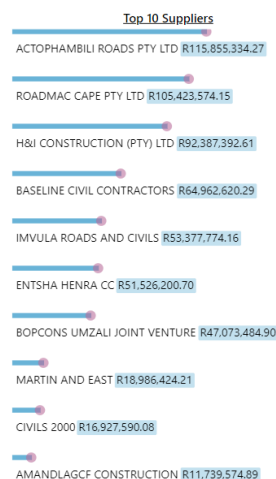 Top 10 Suppliers
ACTOPHAMBILI ROADS PTY LTD R115,855,334.27
ROADMAC CAPE PTY LTD R105,423,574.15
H&I CONSTRUCTION (PTY) LTD R92,387,392.61
BASELINE CIVIL CONTRACTORS R64,962,620.29
IMVULA ROADS AND CIVILS R53,377,774.16
ENTSHA HENRA CC R51,526,200.70
BOPCONS UMZALI JOINT VENTURE R47,073,484.90
MARTIN AND EAST R18,986,424.21
CIVILS 2000 R16,927,590.08
AMANDLAGCF CONSTRUCTION R11,739,574.89